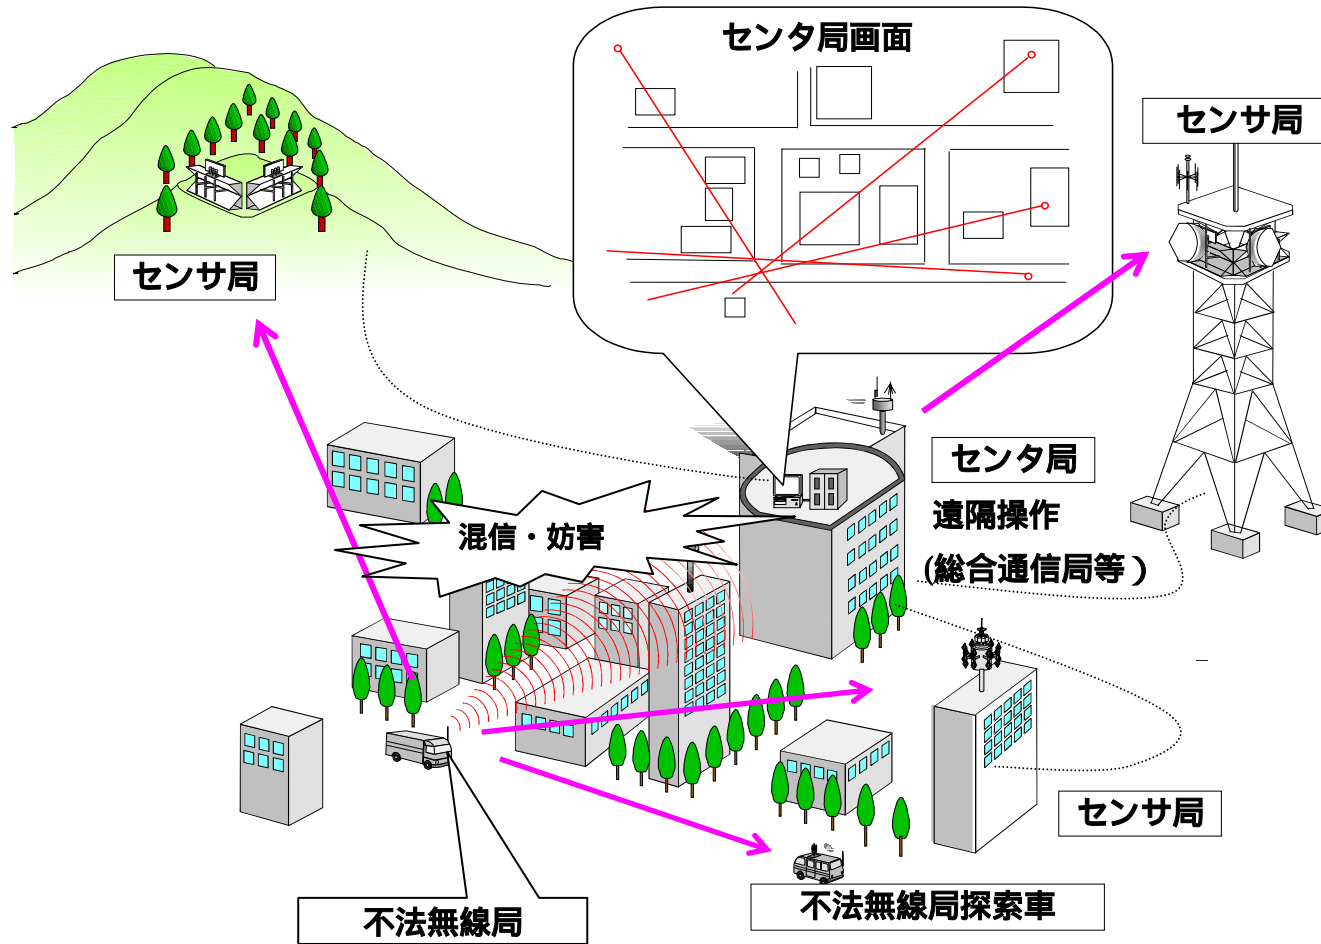 センタ局画面
センサ局
センサ局
センタ局
遠隔操作
(総合通信局等)
混信・妨害
センサ局
不法無線局探索車
不法無線局